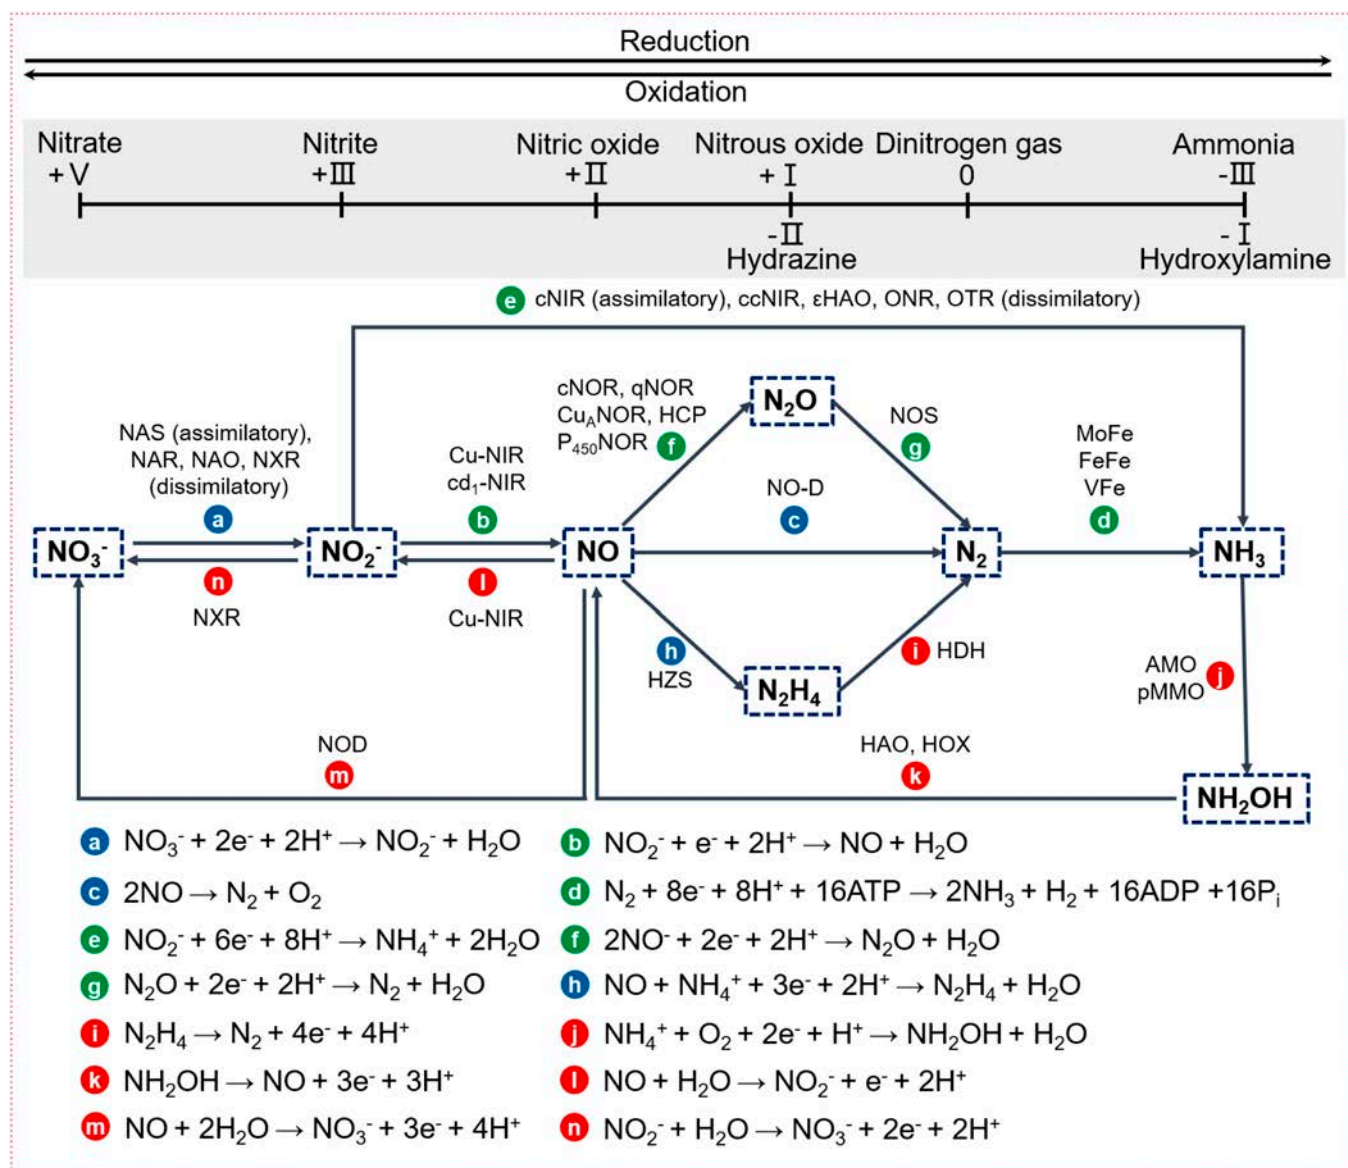 Reduction
Oxidation
Nitrate
+V
Nitrite
+III
Nitric oxide
+II
Nitrous oxide
+I
Dinitrogen gas
0
Ammonia
-III
-II
Hydrazine
-I
Hydroxylamine
e cNIR (assimilatory), ccNIR, εHAO, ONR, OTR (dissimilatory)
NAS (assimilatory),
NAR, NAO, NXR
(dissimilatory)
a
Cu-NIR
cd₁-NIR
b
cNOR, qNOR
Cu_ANOR, HCP
P₄₅₀NOR f
N₂O
NOS
g
NO-D
c
MoFe
FeFe
VFe
d
NO₃⁻
NO₂⁻
NO
N₂
NH₃
n
NXR
l
Cu-NIR
h
HZS
N₂H₄
i HDH
AMO
pMMO j
NOD
m
HAO, HOX
k
NH₂OH
a NO₃⁻ + 2e⁻ + 2H⁺ → NO₂⁻ + H₂O
b NO₂⁻ + e⁻ + 2H⁺ → NO + H₂O
c 2NO → N₂ + O₂
d N₂ + 8e⁻ + 8H⁺ + 16ATP → 2NH₃ + H₂ + 16ADP +16Pᵢ
e NO₂⁻ + 6e⁻ + 8H⁺ → NH₄⁺ + 2H₂O
f 2NO⁻ + 2e⁻ + 2H⁺ → N₂O + H₂O
g N₂O + 2e⁻ + 2H⁺ → N₂ + H₂O
h NO + NH₄⁺ + 3e⁻ + 2H⁺ → N₂H₄ + H₂O
i N₂H₄ → N₂ + 4e⁻ + 4H⁺
j NH₄⁺ + O₂ + 2e⁻ + H⁺ → NH₂OH + H₂O
k NH₂OH → NO + 3e⁻ + 3H⁺
l NO + H₂O → NO₂⁻ + e⁻ + 2H⁺
m NO + 2H₂O → NO₃⁻ + 3e⁻ + 4H⁺
n NO₂⁻ + H₂O → NO₃⁻ + 2e⁻ + 2H⁺